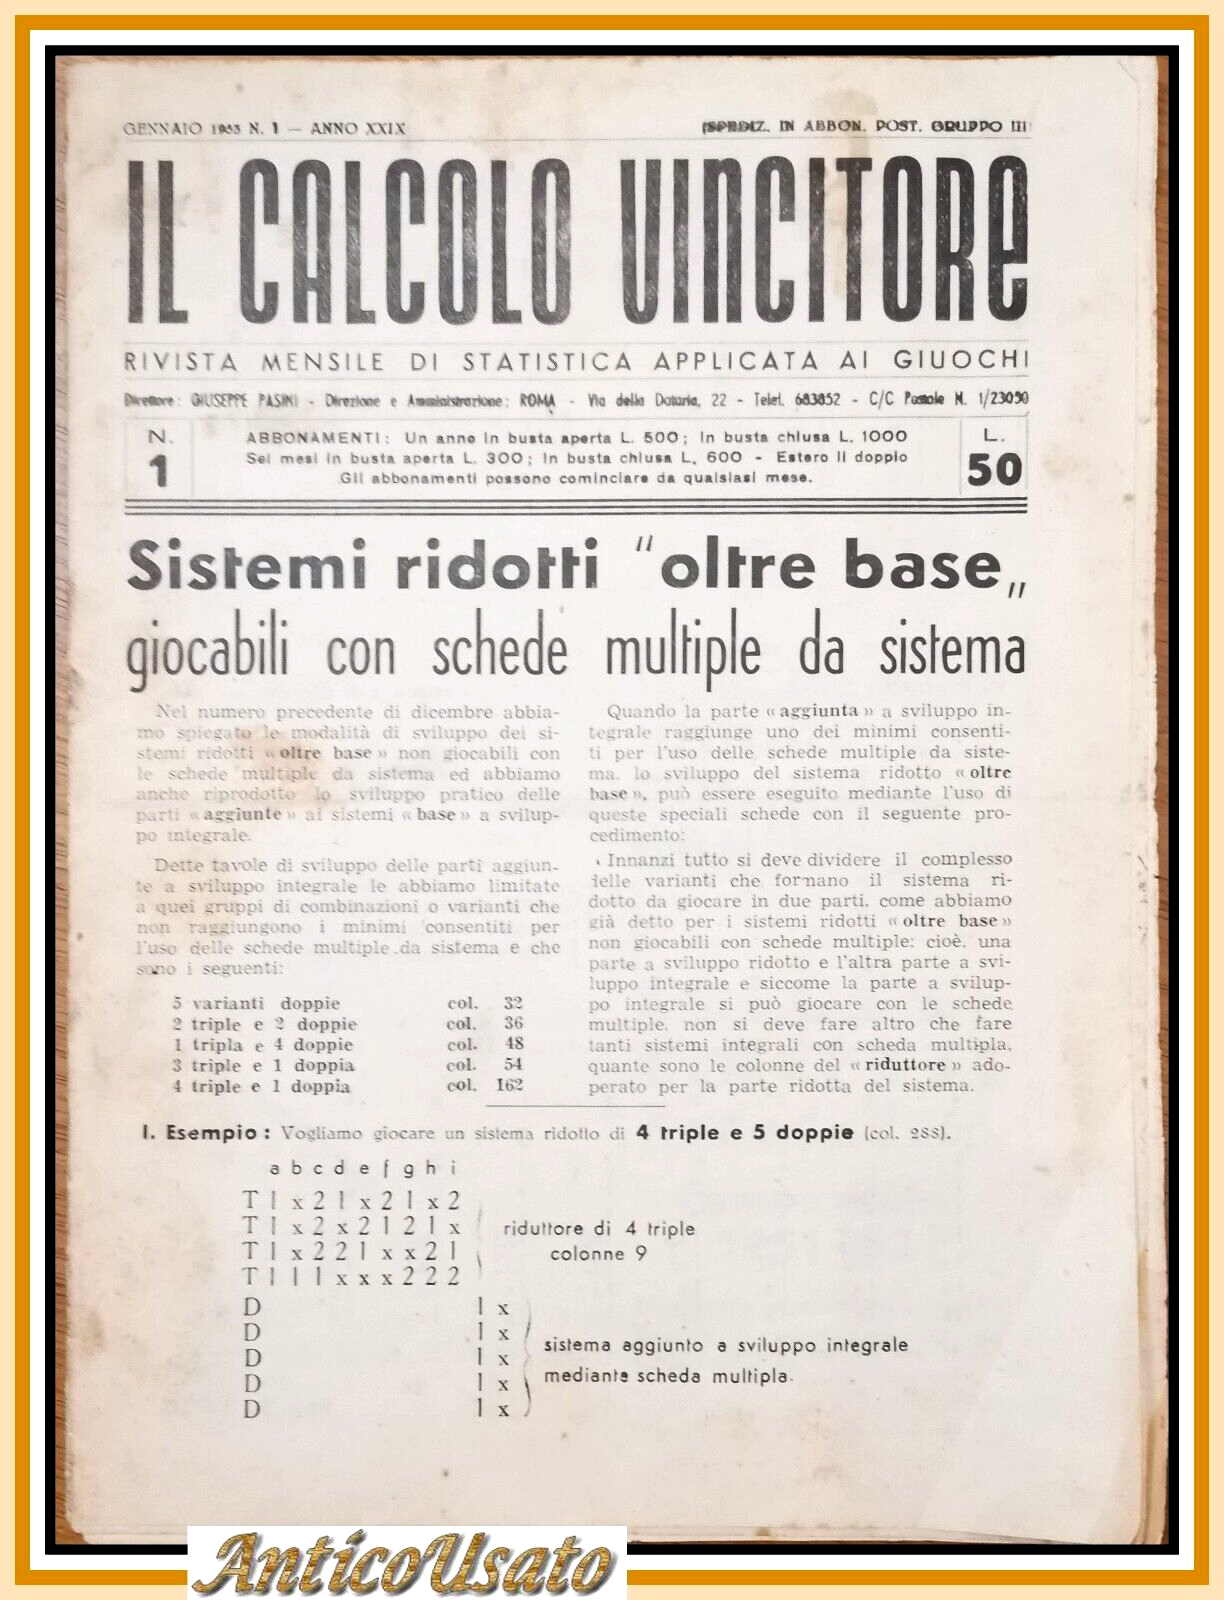 GENNAIO 1955 N. 1 — ANNO XXIX
(SPEDIZ. IN ABBON. POST. GRUPPO III)
IL CALCOLO VINCITORE
RIVISTA MENSILE DI STATISTICA APPLICATA AI GIUOCHI
Direttore: GIUSEPPE PASINI - Direzione e Amministrazione: ROMA - Via della Dataria, 22 - Telef. 683852 - C/C Postale N. 1/23050
N.
1
ABBONAMENTI: Un anno in busta aperta L. 500; In busta chiusa L. 1000
Sei mesi in busta aperta L. 300; In busta chiusa L. 600 - Estero il doppio
Gli abbonamenti possono cominciare da qualsiasi mese.
L.
50
Sistemi ridotti "oltre base„
giocabili con schede multiple da sistema
Nel numero precedente di dicembre abbia-
mo spiegato le modalità di sviluppo dei si-
stemi ridotti «oltre base» non giocabili con
le schede multiple da sistema ed abbiamo
anche riprodotto lo sviluppo pratico delle
parti «aggiunte» ai sistemi «base» a svilup-
po integrale.
Dette tavole di sviluppo delle parti aggiun-
te a sviluppo integrale le abbiamo limitate
a quei gruppi di combinazioni o varianti che
non raggiungono i minimi consentiti per
l'uso delle schede multiple da sistema e che
sono i seguenti:
5 varianti doppie col. 32
2 triple e 2 doppie col. 36
1 tripla e 4 doppie col. 48
3 triple e 1 doppia col. 54
4 triple e 1 doppia col. 162
Quando la parte «aggiunta» a sviluppo in-
tegrale raggiunge uno dei minimi consenti-
ti per l'uso delle schede multiple da siste-
ma, lo sviluppo del sistema ridotto «oltre
base», può essere eseguito mediante l'uso di
queste speciali schede con il seguente pro-
cedimento:
Innanzi tutto si deve dividere il complesso
delle varianti che formano il sistema ri-
dotto da giocare in due parti, come abbiamo
già detto per i sistemi ridotti «oltre base»
non giocabili con schede multiple: cioè, una
parte a sviluppo ridotto e l'altra parte a svi-
luppo integrale e siccome la parte a svilup-
po integrale si può giocare con le schede
multiple, non si deve fare altro che fare
tanti sistemi integrali con scheda multipla,
quante sono le colonne del «riduttore» ado-
perato per la parte ridotta del sistema.
I. Esempio: Vogliamo giocare un sistema ridotto di 4 triple e 5 doppie (col. 288).
a b c d e f g h i
T 1 x 2 1 x 2 1 x 2
T 1 x 2 x 2 1 2 1 x
T 1 x 2 2 1 x x 2 1
T 1 1 1 x x x 2 2 2
riduttore di 4 triple
colonne 9
D 1 x
D 1 x
D 1 x
D 1 x
D 1 x
sistema aggiunto a sviluppo integrale
mediante scheda multipla.
AnticoUsato